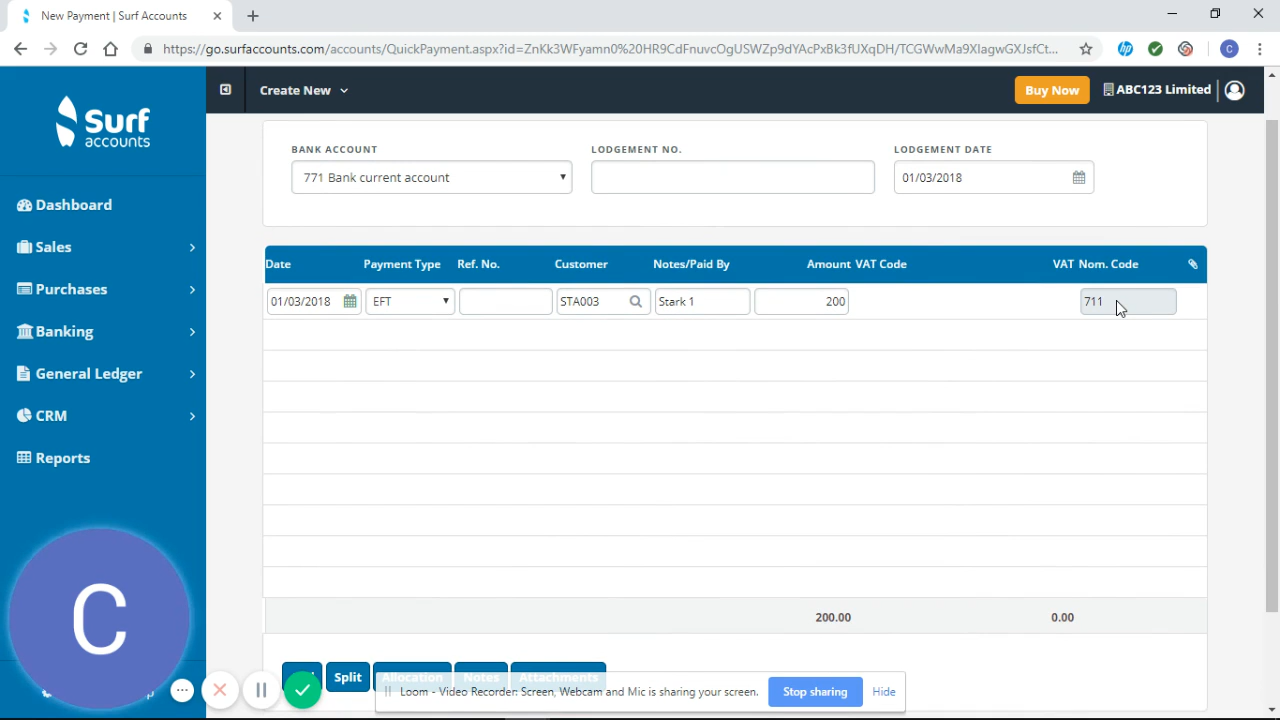 New Payment | Surf Accounts
https://go.surfaccounts.com/accounts/QuickPayment.aspx?id=ZnKk3WFyamn0%20HR9CdFnuvcOgUSWZp9dYAcPxBk3fUXqDH/TCGWwMa9XlagwGXJsfCt...
C
Surf
accounts
Create New
Buy Now
ABC123 Limited
Dashboard
Sales
Purchases
Banking
General Ledger
CRM
Reports
BANK ACCOUNT LODGEMENT NO. LODGEMENT DATE
771 Bank current account 01/03/2018
Date Payment Type Ref. No. Customer Notes/Paid By Amount VAT Code VAT Nom. Code
01/03/2018 EFT STA003 Stark 1 200 711
200.00 0.00
C
Split Allocation Notes Attachments
Loom - Video Recorder: Screen, Webcam and Mic is sharing your screen. Stop sharing Hide